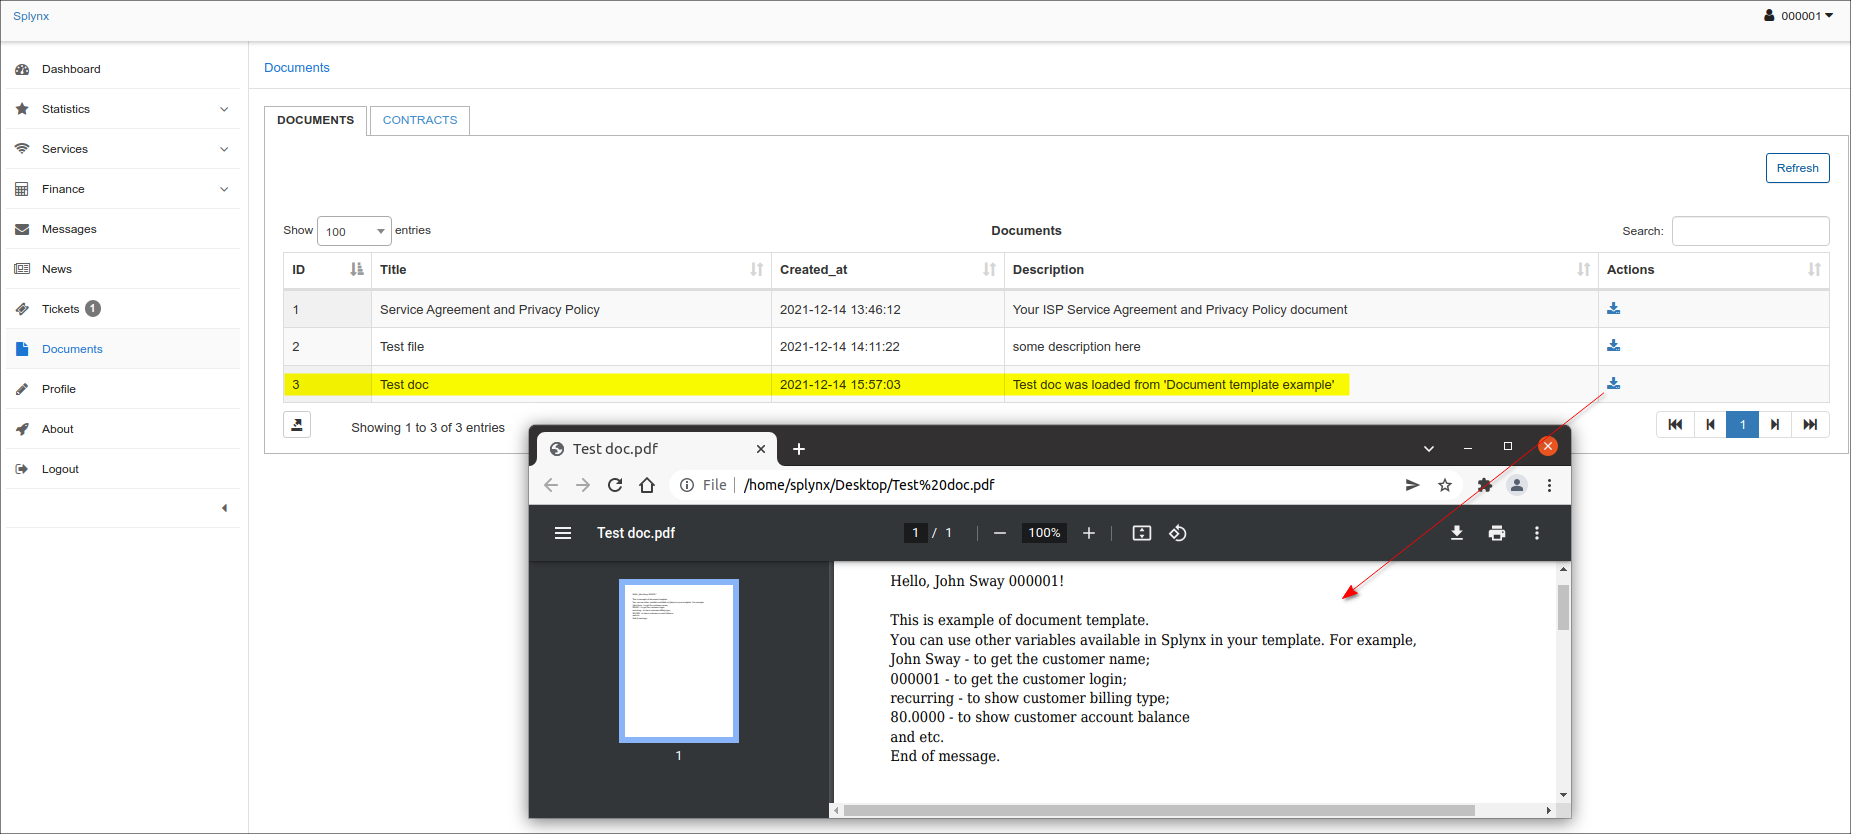 Splynx
000001
Dashboard
Statistics
Services
Finance
Messages
News
Tickets 1
Documents
Profile
About
Logout
Documents
DOCUMENTS CONTRACTS
Refresh
Show 100 entries Documents Search:
ID Title Created_at Description Actions
1 Service Agreement and Privacy Policy 2021-12-14 13:46:12 Your ISP Service Agreement and Privacy Policy document
2 Test file 2021-12-14 14:11:22 some description here
3 Test doc 2021-12-14 15:57:03 Test doc was loaded from 'Document template example'
Showing 1 to 3 of 3 entries
1
Test doc.pdf
File /home/splynx/Desktop/Test%20doc.pdf
Test doc.pdf 1 / 1 100%
1
Hello, John Sway 000001!
This is example of document template.
You can use other variables available in Splynx in your template. For example,
John Sway - to get the customer name;
000001 - to get the customer login;
recurring - to show customer billing type;
80.0000 - to show customer account balance
and etc.
End of message.